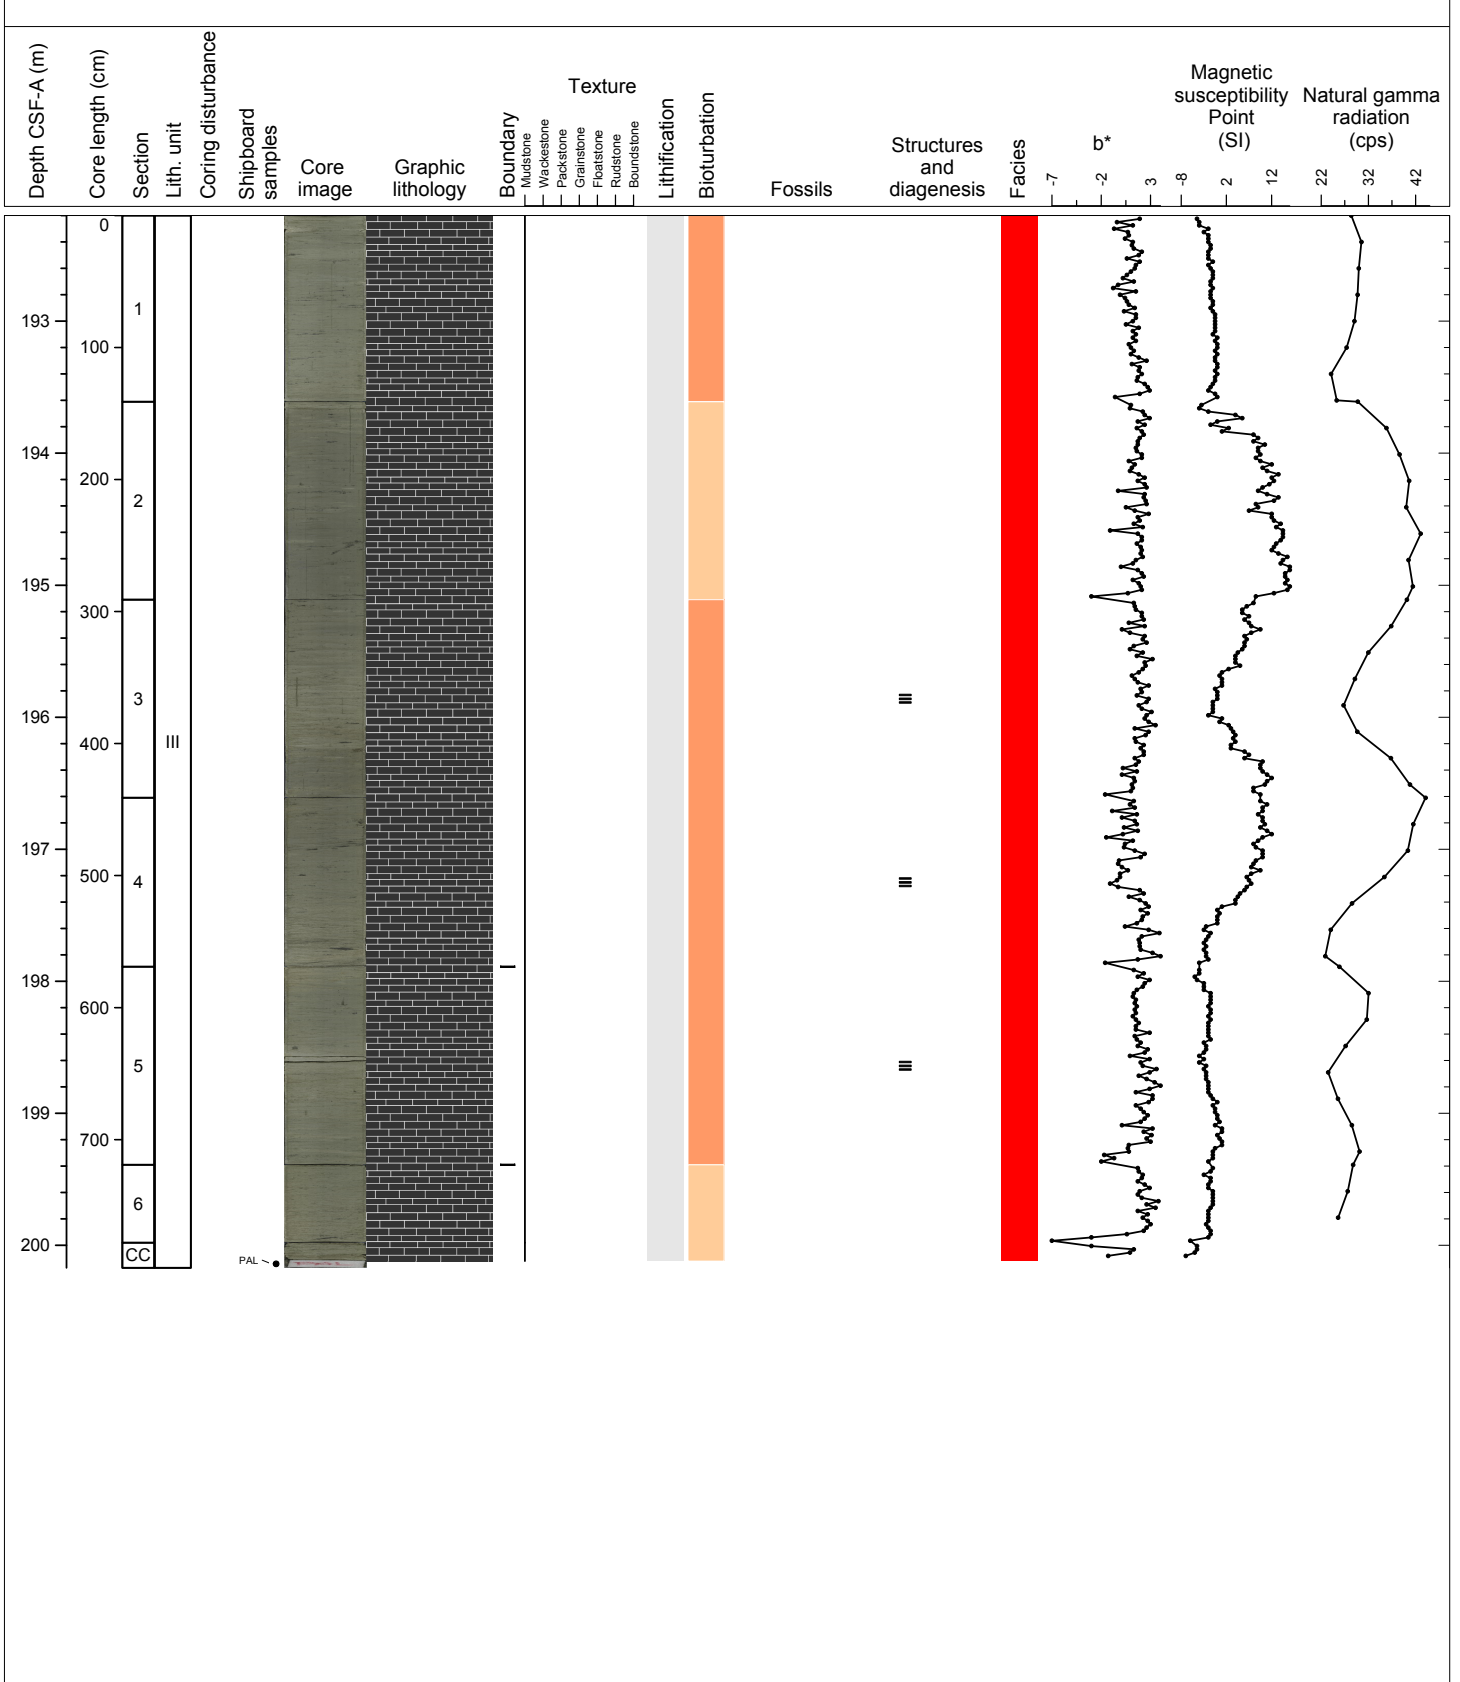 Depth CSF-A (m)
Core length (cm)
Section
Lith. unit
Coring disturbance
Shipboard
samples
Core
image
Graphic
lithology
Boundary
Texture
Mudstone
Wackestone
Packstone
Grainstone
Floatstone
Rudstone
Boundstone
Lithification
Bioturbation
Fossils
Structures
and
diagenesis
Facies
b*
-7 -2 3
Magnetic
susceptibility
Point
(SI)
-8 2 12
Natural gamma
radiation
(cps)
22 32 42
0
1
193
100
194
200
2
195
300
3
196
400
III
197
500
4
198
600
5
199
700
6
200
CC
PAL